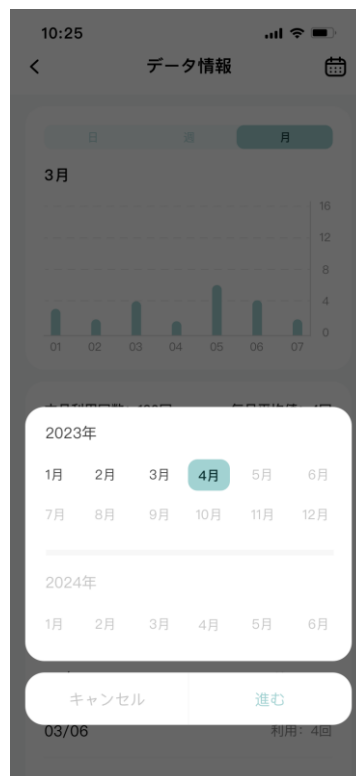 10:25
データ情報
日 週 月
3月
16
12
8
4
0
01 02 03 04 05 06 07
2023年
1月 2月 3月 4月 5月 6月
7月 8月 9月 10月 11月 12月
2024年
1月 2月 3月 4月 5月 6月
キャンセル 進む
03/06 利用: 4回